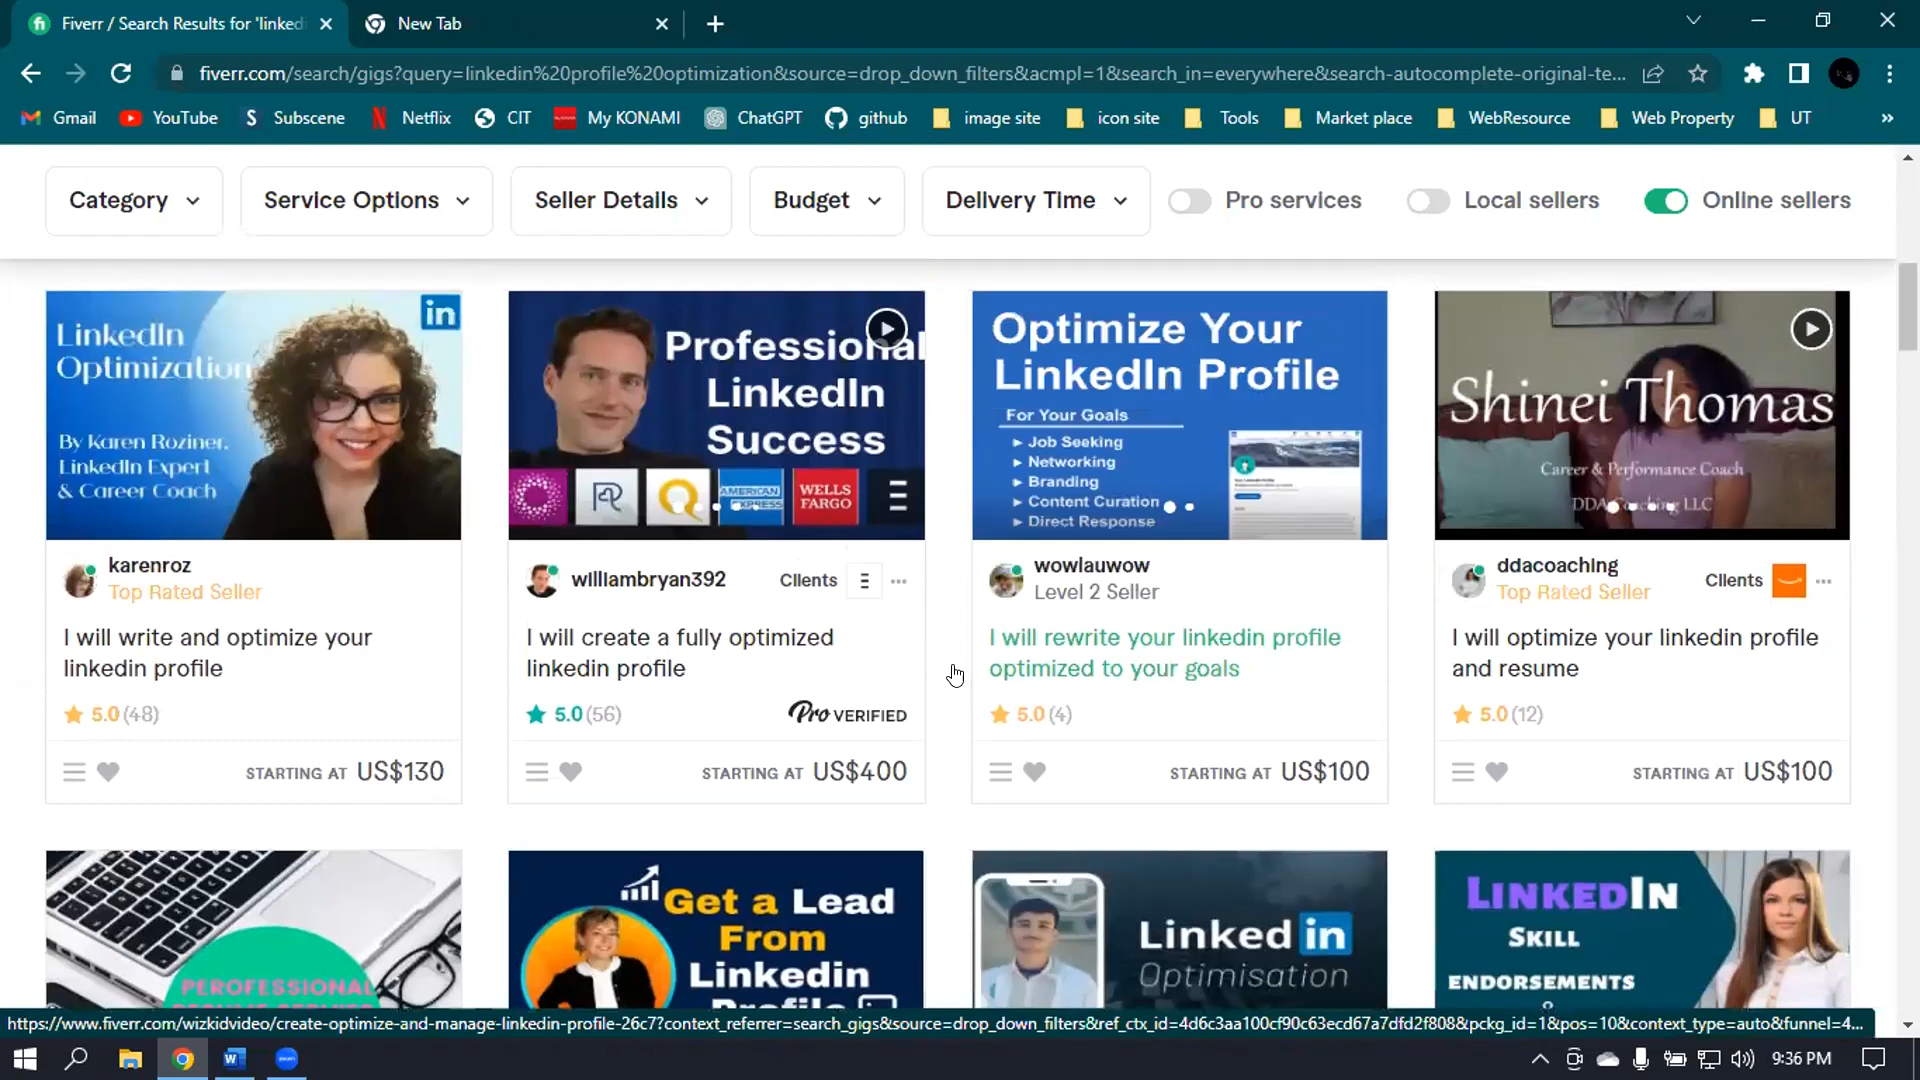 Fiverr / Search Results for 'linked
New Tab
fiverr.com/search/gigs?query=linkedin%20profile%20optimization&source=drop_down_filters&acmpl=1&search_in=everywhere&search-autocomplete-original-te...
Gmail
YouTube
Subscene
Netflix
CIT
My KONAMI
ChatGPT
github
image site
icon site
Tools
Market place
WebResource
Web Property
UT
Category
Service Options
Seller Details
Budget
Delivery Time
Pro services
Local sellers
Online sellers
LinkedIn
Optimization
By Karen Roziner,
LinkedIn Expert
& Career Coach
in
karenroz
Top Rated Seller
I will write and optimize your
linkedin profile
5.0 (48)
STARTING AT US$130
Professional
LinkedIn
Success
AMERICAN
EXPRESS
WELLS
FARGO
williambryan392
Clients
I will create a fully optimized
linkedin profile
5.0 (56)
Pro VERIFIED
STARTING AT US$400
Optimize Your
LinkedIn Profile
For Your Goals
► Job Seeking
► Networking
► Branding
► Content Curation
► Direct Response
wowlauwow
Level 2 Seller
I will rewrite your linkedin profile
optimized to your goals
5.0 (4)
STARTING AT US$100
Shinei Thomas
Career & Performance Coach
DDA Coaching LLC
ddacoaching
Top Rated Seller
Clients
I will optimize your linkedin profile
and resume
5.0 (12)
STARTING AT US$100
PEROFESSIONAL
Get a Lead
From
Linkedin
Profile
Linked in
Optimisation
LINKEDIN
SKILL
ENDORSEMENTS
&
https://www.fiverr.com/wizkidvideo/create-optimize-and-manage-linkedin-profile-26c7?context_referrer=search_gigs&source=drop_down_filters&ref_ctx_id=4d6c3aa100cf90c63ecd67a7dfd2f808&pckg_id=1&pos=10&context_type=auto&funnel=4...
9:36 PM